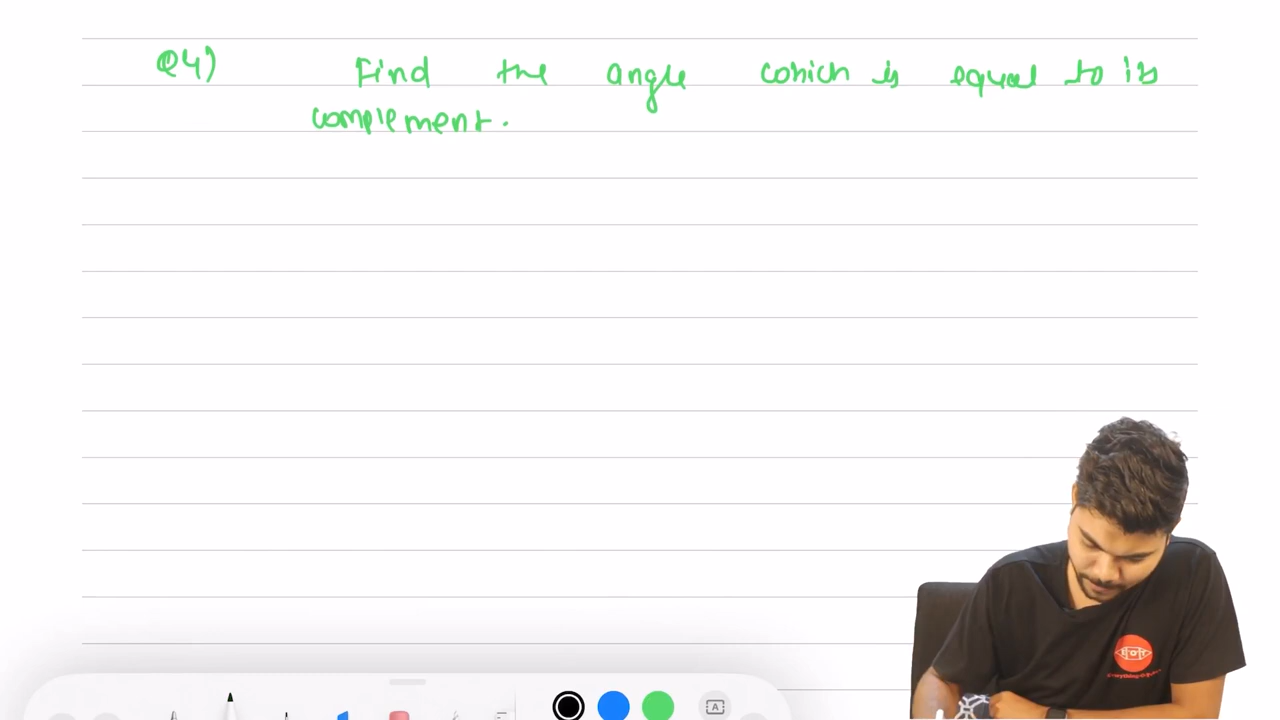 Q4) Find the angle which is equal to its
complement.
A